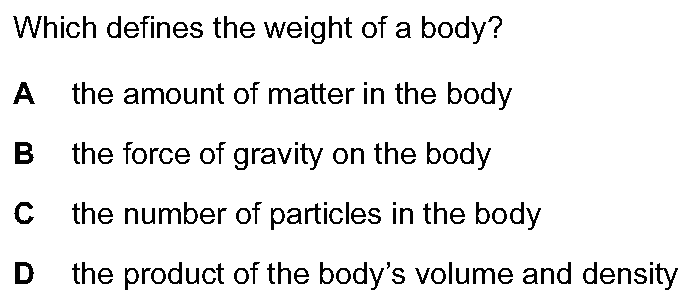 Which defines the weight of a body?
A the amount of matter in the body
B the force of gravity on the body
C the number of particles in the body
D the product of the body’s volume and density